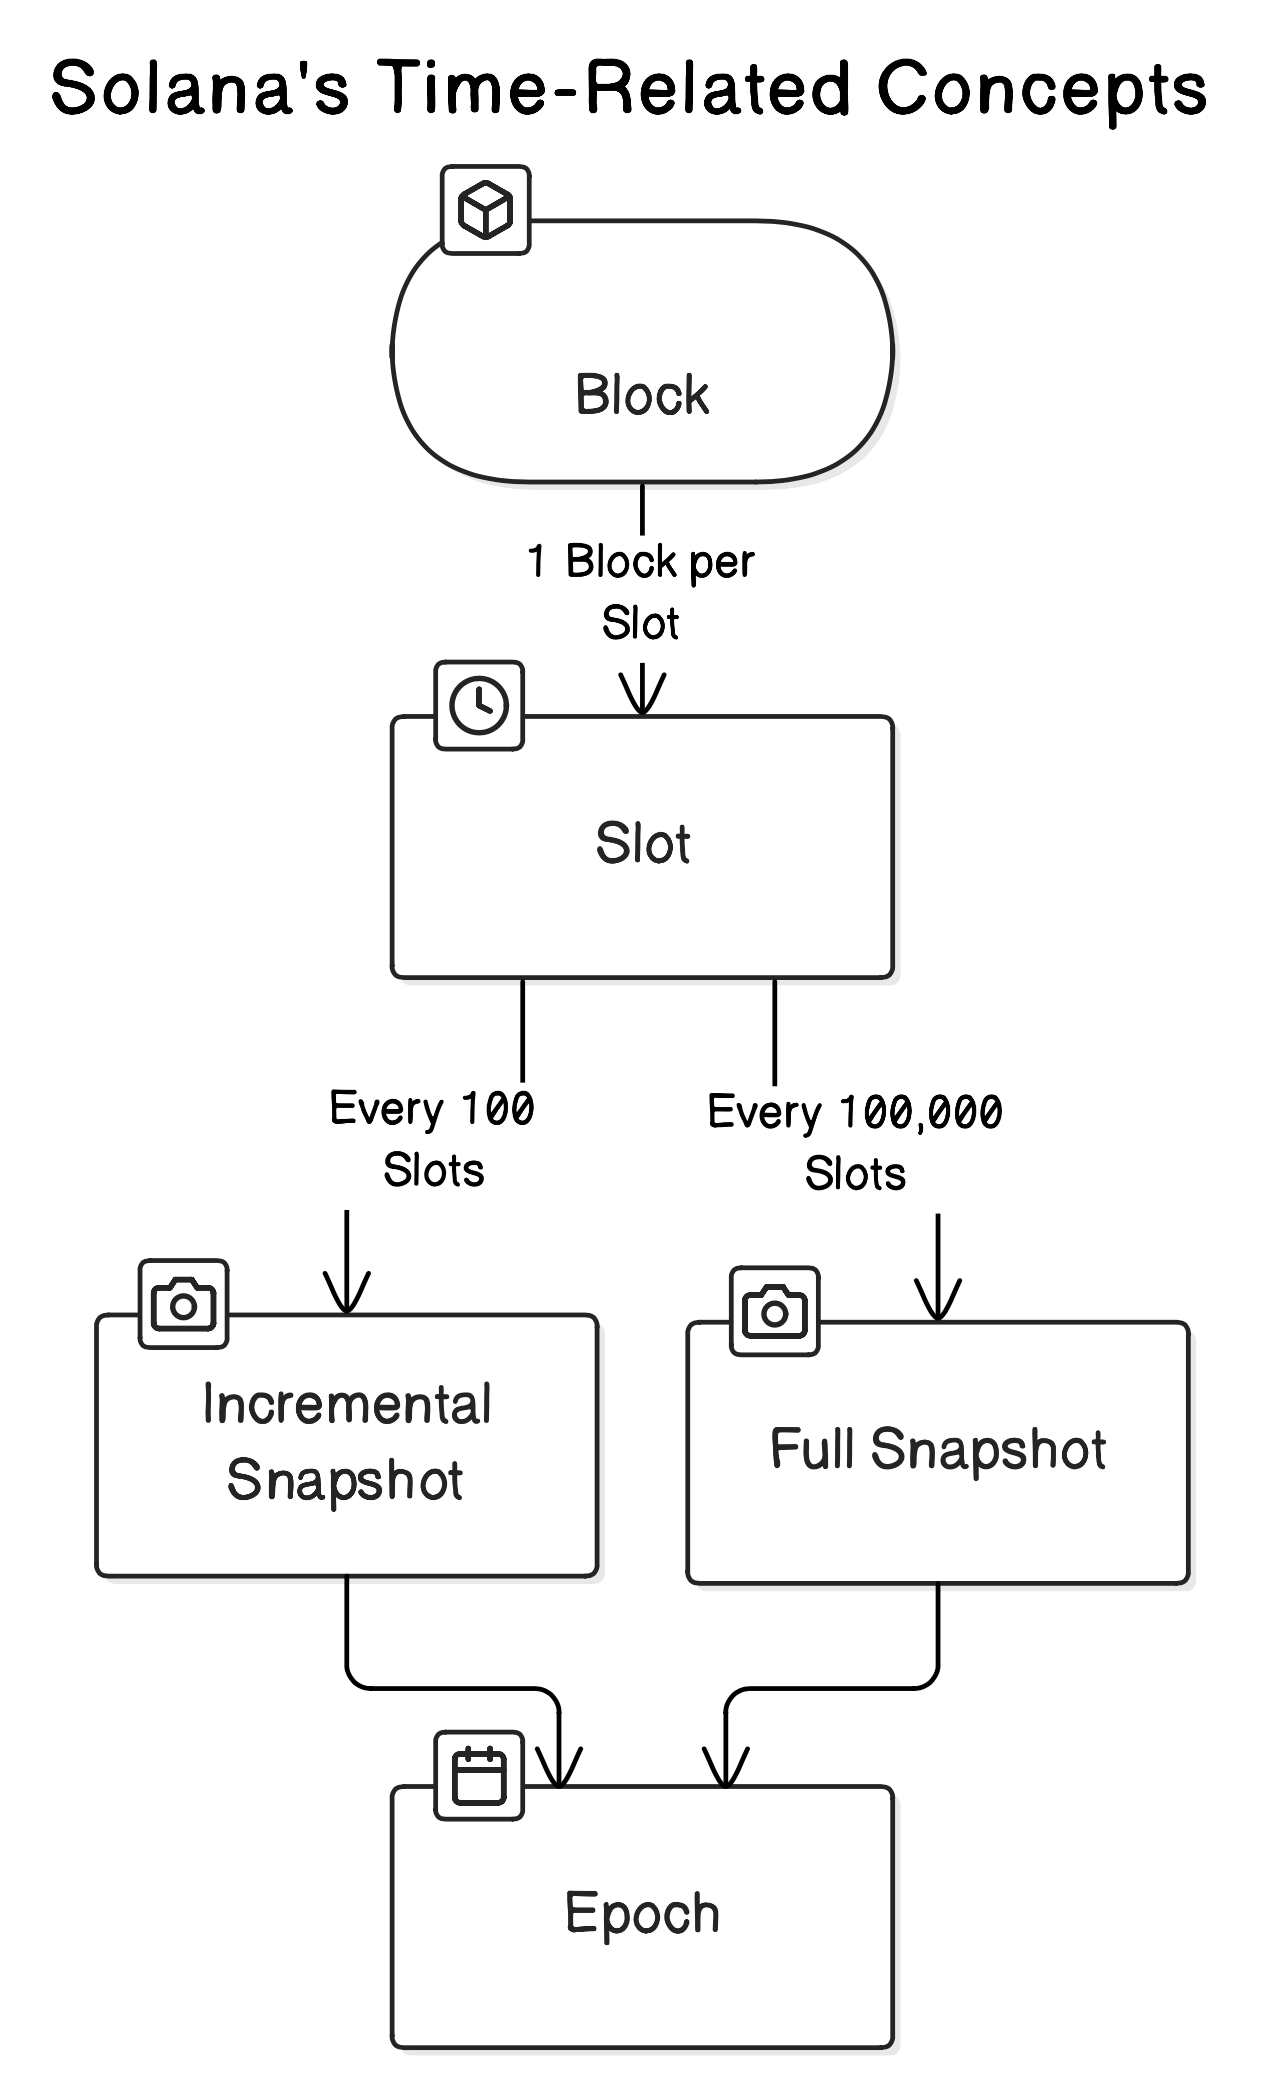 Solana's Time-Related Concepts
Block
1 Block per
Slot
Slot
Every 100
Slots
Every 100,000
Slots
Incremental
Snapshot
Full Snapshot
Epoch